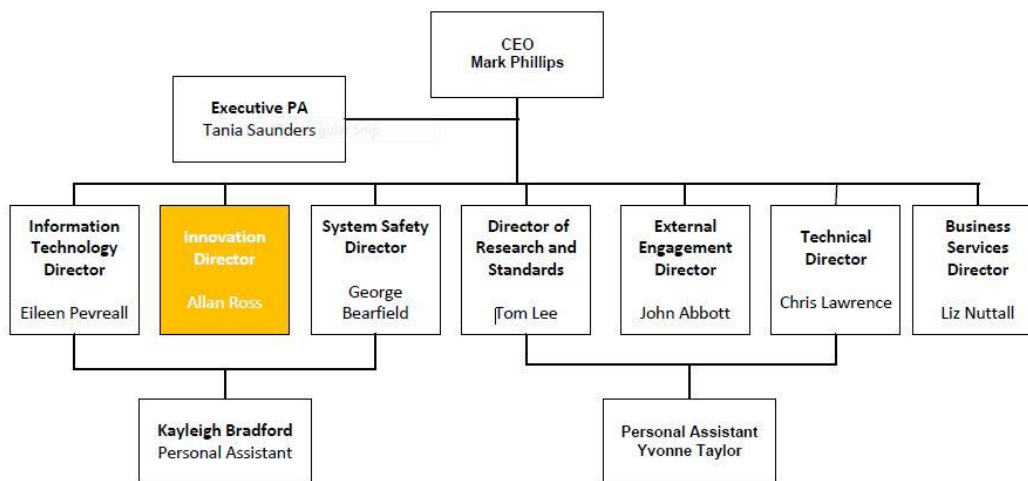 CEO
Mark Phillips
Executive PA
Tania Saunders
Information
Technology
Director
Eileen Pevreall
Innovation
Director
Allan Ross
System Safety
Director
George
Bearfield
Director of
Research and
Standards
Tom Lee
External
Engagement
Director
John Abbott
Technical
Director
Chris Lawrence
Business
Services
Director
Liz Nuttall
Kayleigh Bradford
Personal Assistant
Personal Assistant
Yvonne Taylor